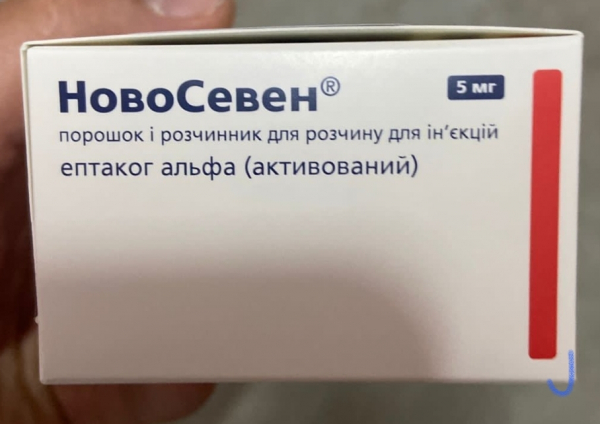 НовоСевен®
5 мг
порошок і розчинник для розчину для ін'єкцій
ептаког альфа (активований)